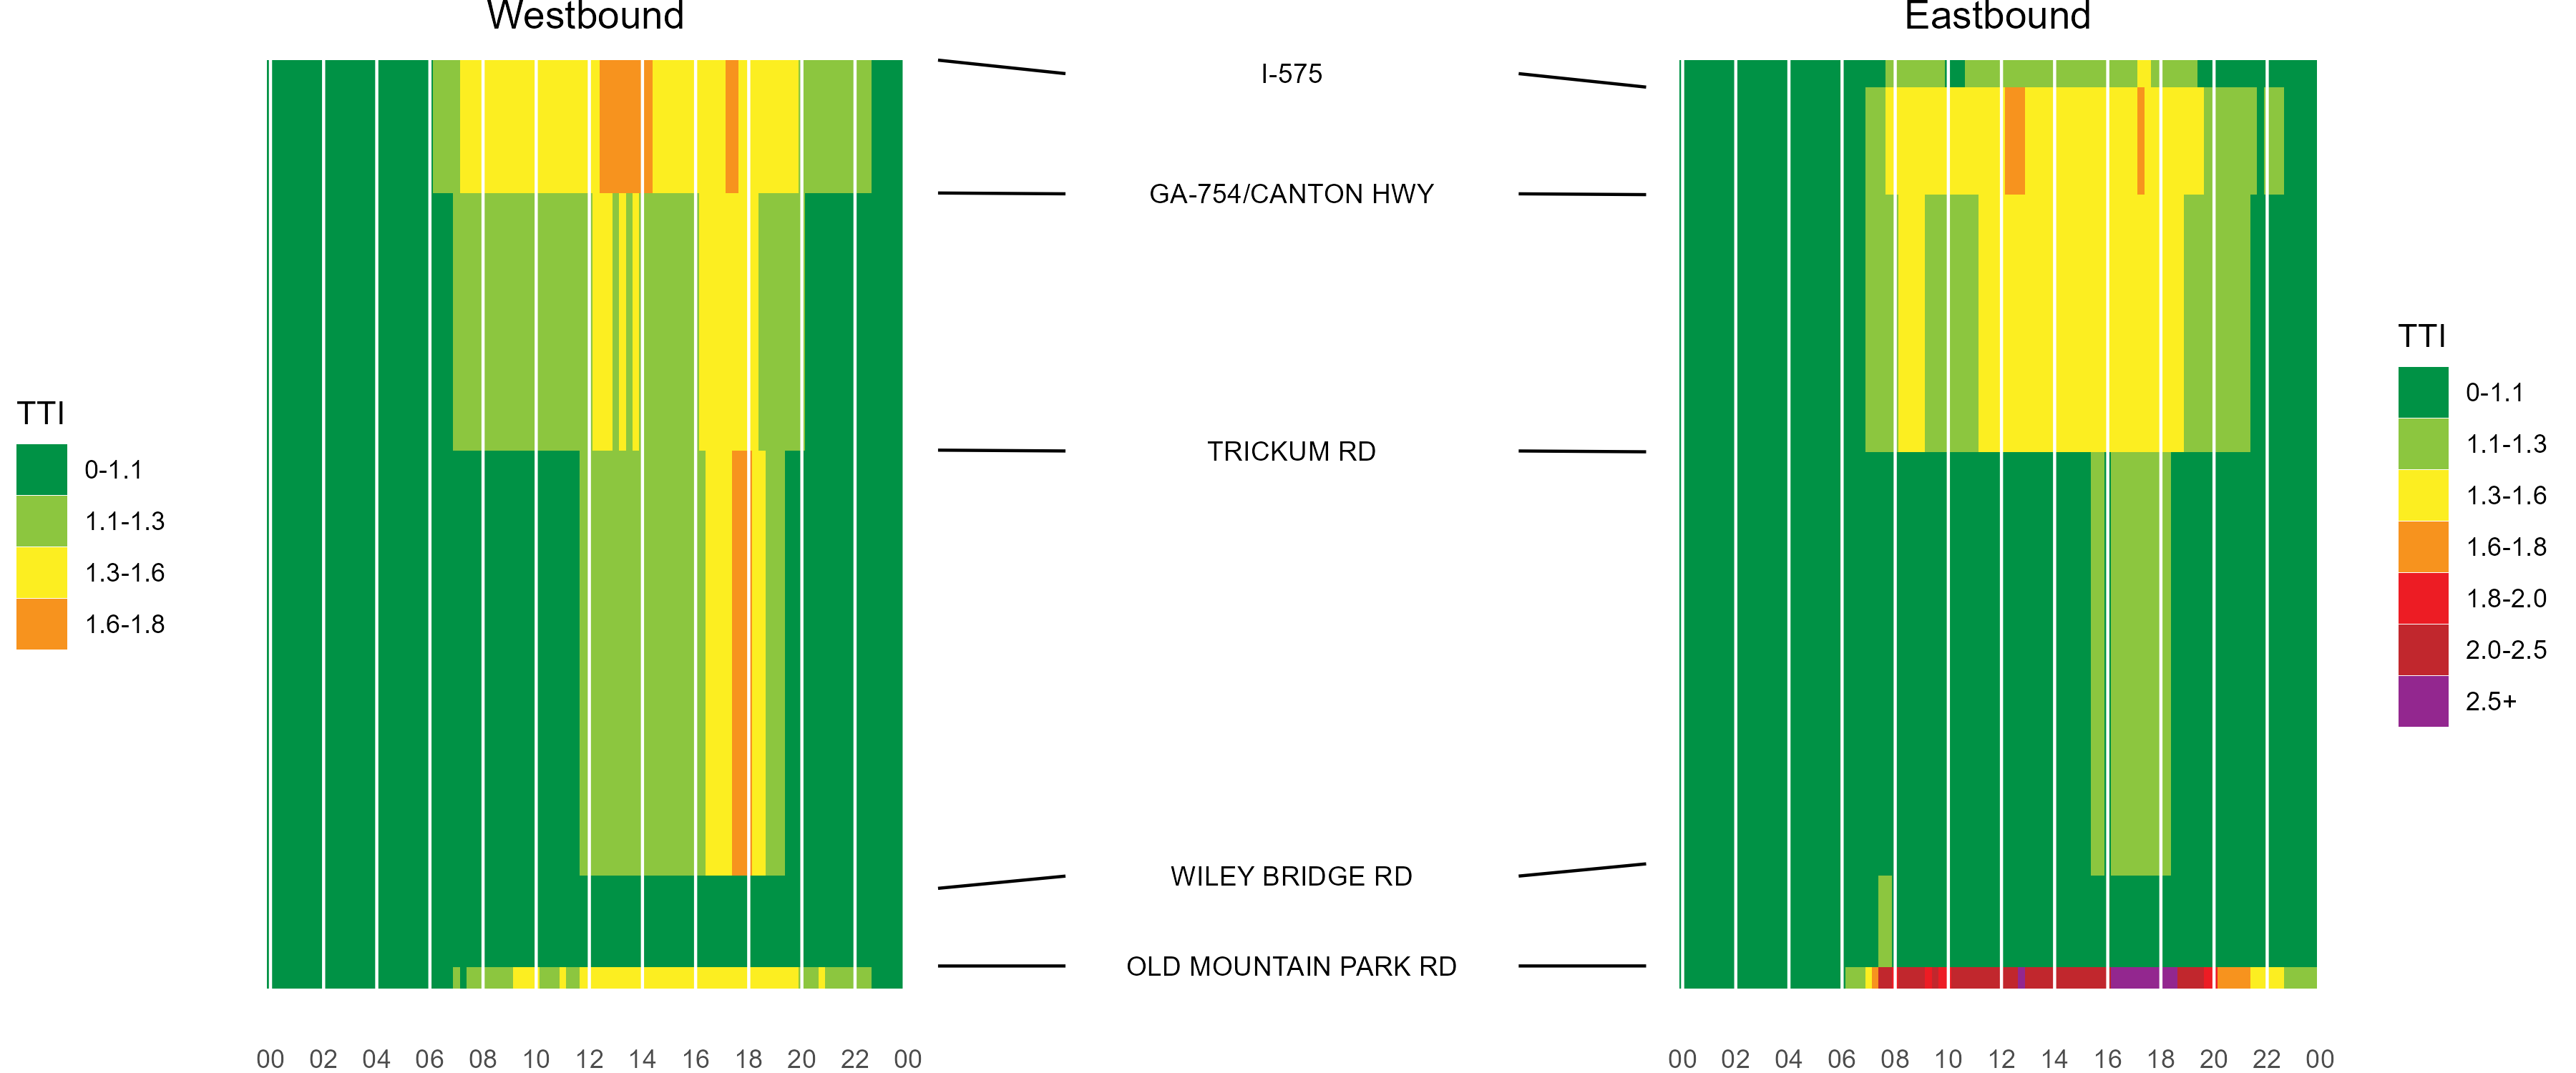 Westbound
Eastbound
I-575
GA-754/CANTON HWY
TRICKUM RD
WILEY BRIDGE RD
OLD MOUNTAIN PARK RD
TTI
0-1.1
1.1-1.3
1.3-1.6
1.6-1.8
TTI
0-1.1
1.1-1.3
1.3-1.6
1.6-1.8
1.8-2.0
2.0-2.5
2.5+
00 02 04 06 08 10 12 14 16 18 20 22 00
00 02 04 06 08 10 12 14 16 18 20 22 00